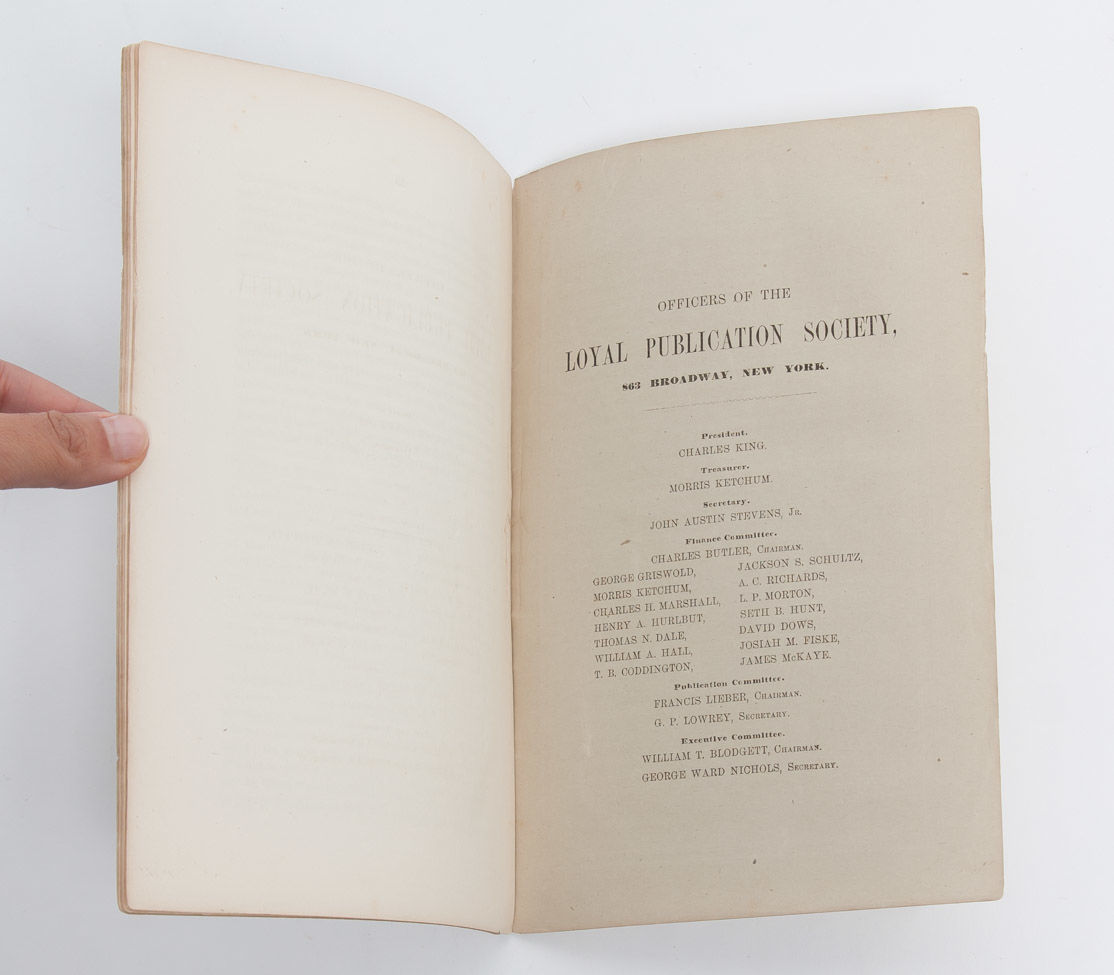 OFFICERS OF THE
LOYAL PUBLICATION SOCIETY,
863 BROADWAY, NEW YORK.
President.
CHARLES KING.
Treasurer.
MORRIS KETCHUM.
Secretary.
JOHN AUSTIN STEVENS, JR.
Finance Committee.
CHARLES BUTLER, CHAIRMAN.
GEORGE GRISWOLD,
MORRIS KETCHUM,
CHARLES H. MARSHALL,
HENRY A. HURLBUT,
THOMAS N. DALE,
WILLIAM A. HALL,
T. B. CODDINGTON,
JACKSON S. SCHULTZ,
A. C. RICHARDS,
L. P. MORTON,
SETH B. HUNT,
DAVID DOWS,
JOSIAH M. FISKE,
JAMES McKAYE.
Publication Committee.
FRANCIS LIEBER, CHAIRMAN.
G. P. LOWREY, SECRETARY.
Executive Committee.
WILLIAM T. BLODGETT, CHAIRMAN.
GEORGE WARD NICHOLS, SECRETARY.